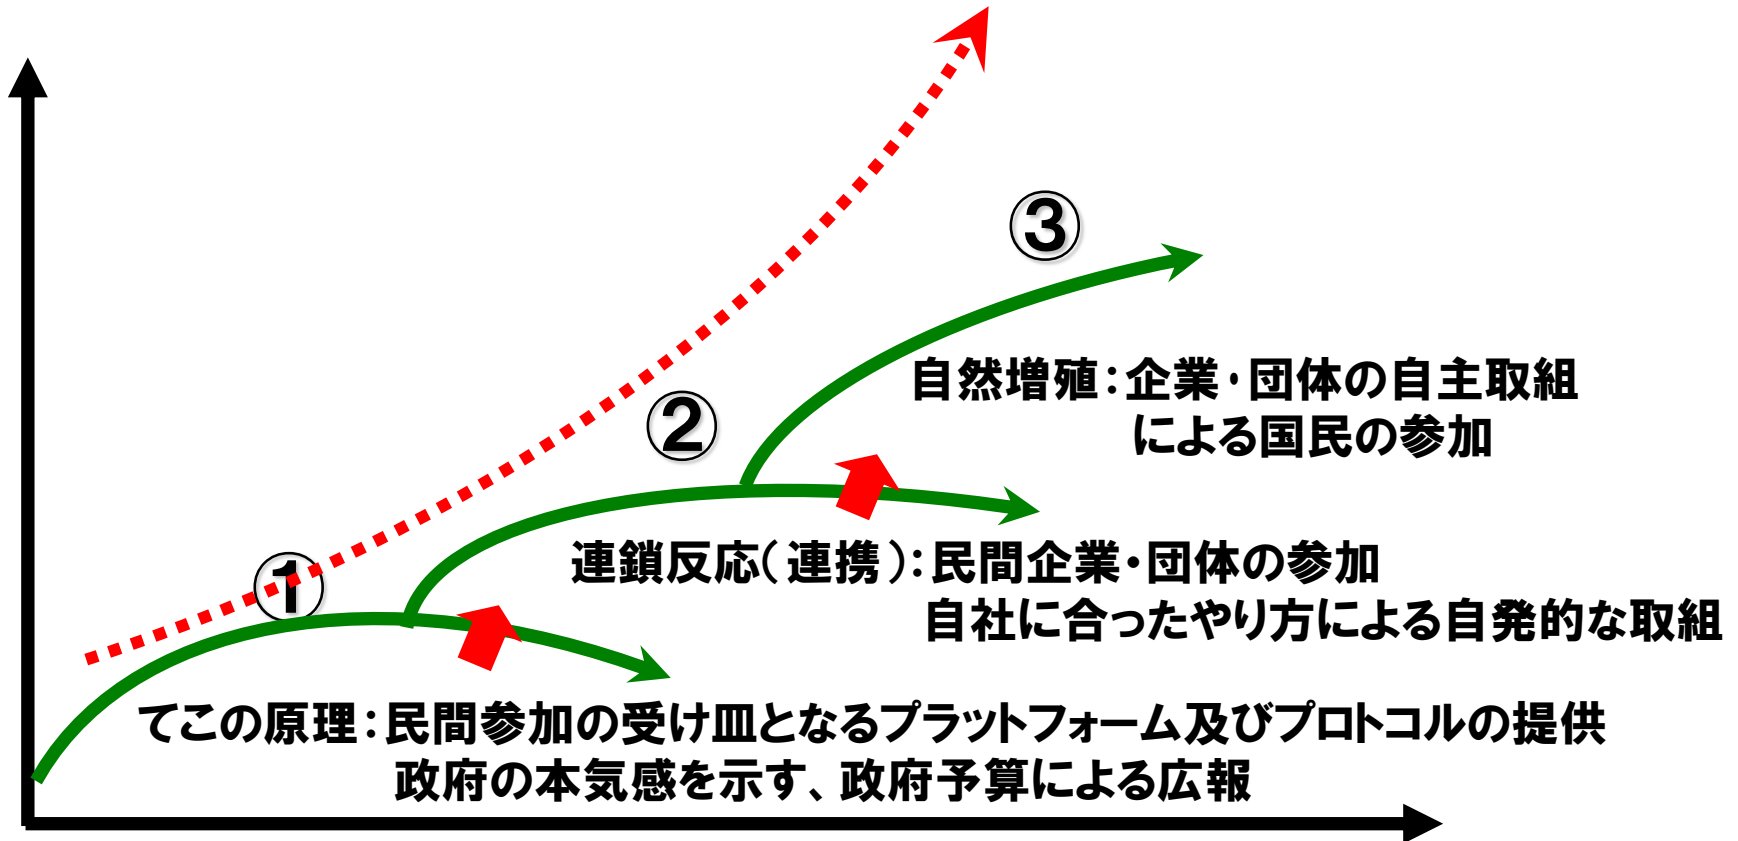 ③
自然増殖：企業・団体の自主取組
による国民の参加
②
連鎖反応（連携）：民間企業・団体の参加
自社に合ったやり方による自発的な取組
①
てこの原理：民間参加の受け皿となるプラットフォーム及びプロトコルの提供
政府の本気感を示す、政府予算による広報